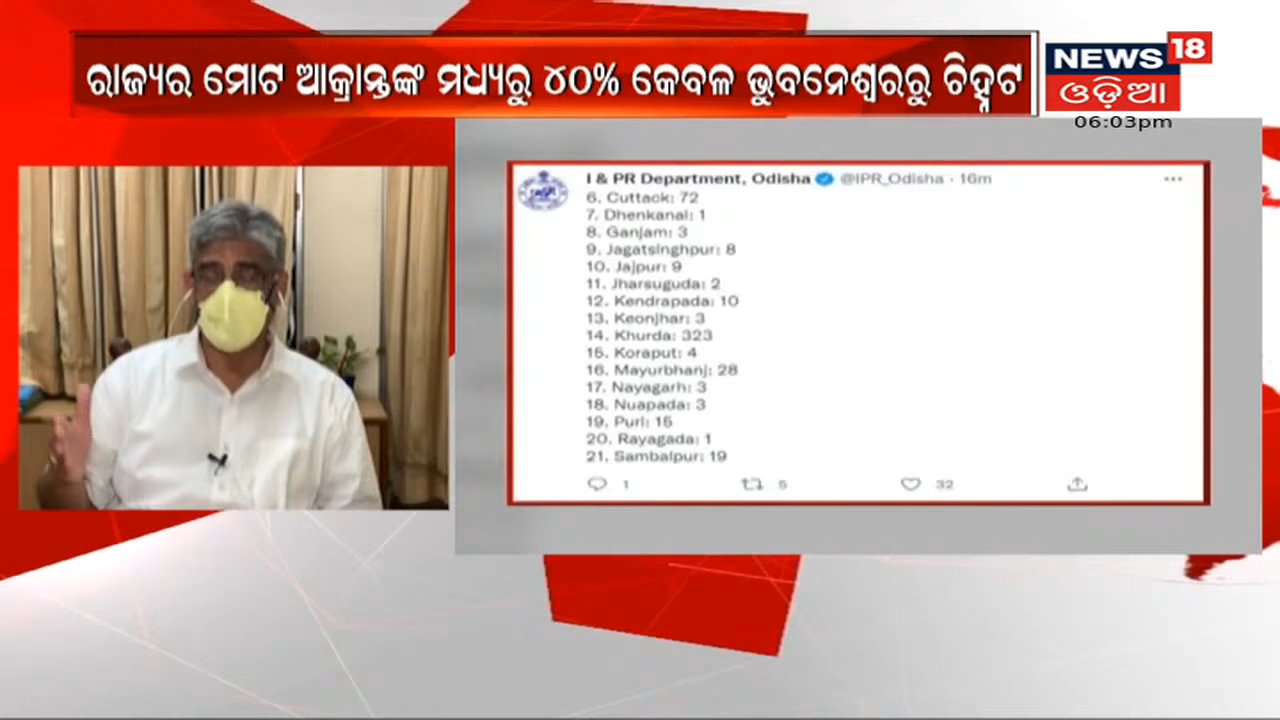 ରାଜ୍ୟର ମୋଟ ଆକ୍ରାନ୍ତଙ୍କ ମଧ୍ୟରୁ ୪୦% କେବଳ ଭୁବନେଶ୍ୱରରୁ ଚିହ୍ନଟ
NEWS 18
ଓଡ଼ିଆ
06:03pm
I & PR Department, Odisha @IPR_Odisha · 16m
6. Cuttack: 72
7. Dhenkanal: 1
8. Ganjam: 3
9. Jagatsinghpur: 8
10. Jajpur: 9
11. Jharsuguda: 2
12. Kendrapada: 10
13. Keonjhar: 3
14. Khurda: 323
15. Koraput: 4
16. Mayurbhanj: 28
17. Nayagarh: 3
18. Nuapada: 3
19. Puri: 15
20. Rayagada: 1
21. Sambalpur: 19
1 5 32